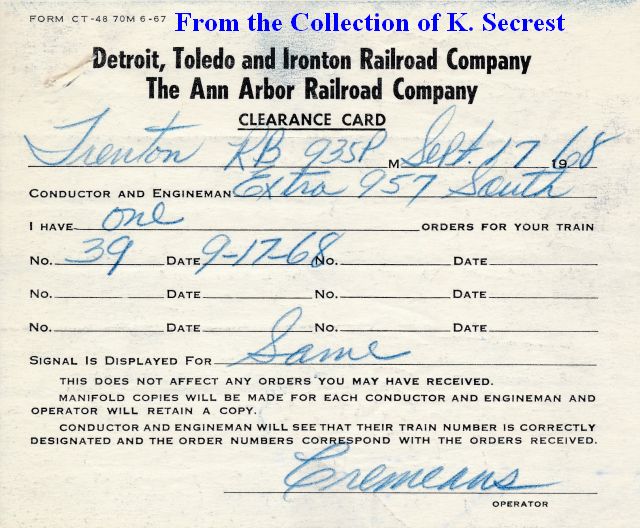 FORM CT-48 70M 6-67 From the Collection of K. Secrest
Detroit, Toledo and Ironton Railroad Company
The Ann Arbor Railroad Company
CLEARANCE CARD
Trenton RB 935P M Sept. 17 1968
CONDUCTOR AND ENGINEMAN Extra 957 South
I HAVE one ORDERS FOR YOUR TRAIN
No. 39 DATE 9-17-68 No. DATE
No. DATE No. DATE
No. DATE No. DATE
SIGNAL IS DISPLAYED FOR Same
THIS DOES NOT AFFECT ANY ORDERS YOU MAY HAVE RECEIVED.
MANIFOLD COPIES WILL BE MADE FOR EACH CONDUCTOR AND ENGINEMAN AND
OPERATOR WILL RETAIN A COPY.
CONDUCTOR AND ENGINEMAN WILL SEE THAT THEIR TRAIN NUMBER IS CORRECTLY
DESIGNATED AND THE ORDER NUMBERS CORRESPOND WITH THE ORDERS RECEIVED.
Cremeans
OPERATOR